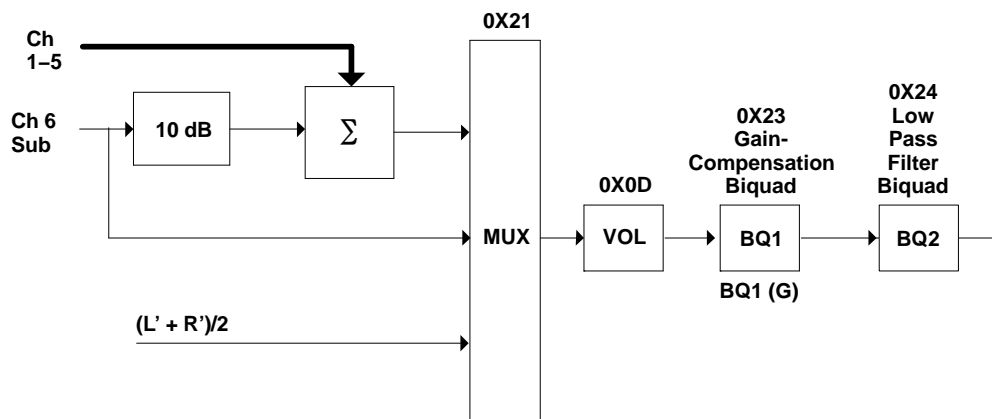 0X21
Ch
1–5
Ch 6
Sub
10 dB
Σ
0X24
Low
Pass
Filter
Biquad
0X23
Gain-
Compensation
Biquad
0X0D
MUX
VOL
BQ1
BQ2
BQ1 (G)
(L' + R')/2